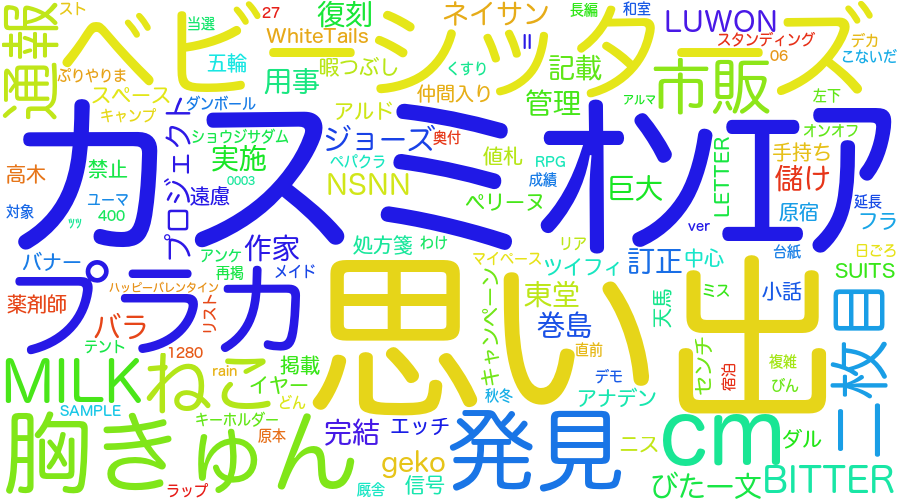 スト
当選
27
復刻
ネイサン
長編
和室
LUWON
通報
ベビーシッターズ
WhiteTails
II
スタンディング
デカ
五輪
06
こないだ
ぷりやりま
用事
暇つぶし
くすり
記載
市販
スペース
ダンボール
仲間入り
管理
アルマ
左下
キャンプ
アルド
カスミオンエア
プロジェクト
ショウジサダム
ジョーズ
奥付
オンオフ
高木
禁止
実施
ペパクラ
値札
RPG
LETTER
手持ち
0003
NSNN
成績
巨大
儲け
対象
ユーマ
遠慮
ペリーヌ
原宿
延長
400
フラ
ツツ
作家
処方箋
わけ
ver
バナー
アンケ
再掲
メイド
マイペース
リア
ツイフィ
訂正
中心
台紙
日ごろ
SUITS
プラカ
ハッピーバレンタイン
思い出
キャンペーン
東堂
天馬
ミス
小話
二枚目
薬剤師
バラ
リスト
巻島
テント
1280
掲載
直前
センチ
宿泊
複雑
MILK
ねこ
rain
イヤー
デモ
びん
SAMPLE
どん
秋冬
アナデン
胸きゅん
キーホルダー
原本
完結
エッチ
発見
cm
ダル
ニス
geko
ラップ
厩舎
信号
びた一文
BITTER